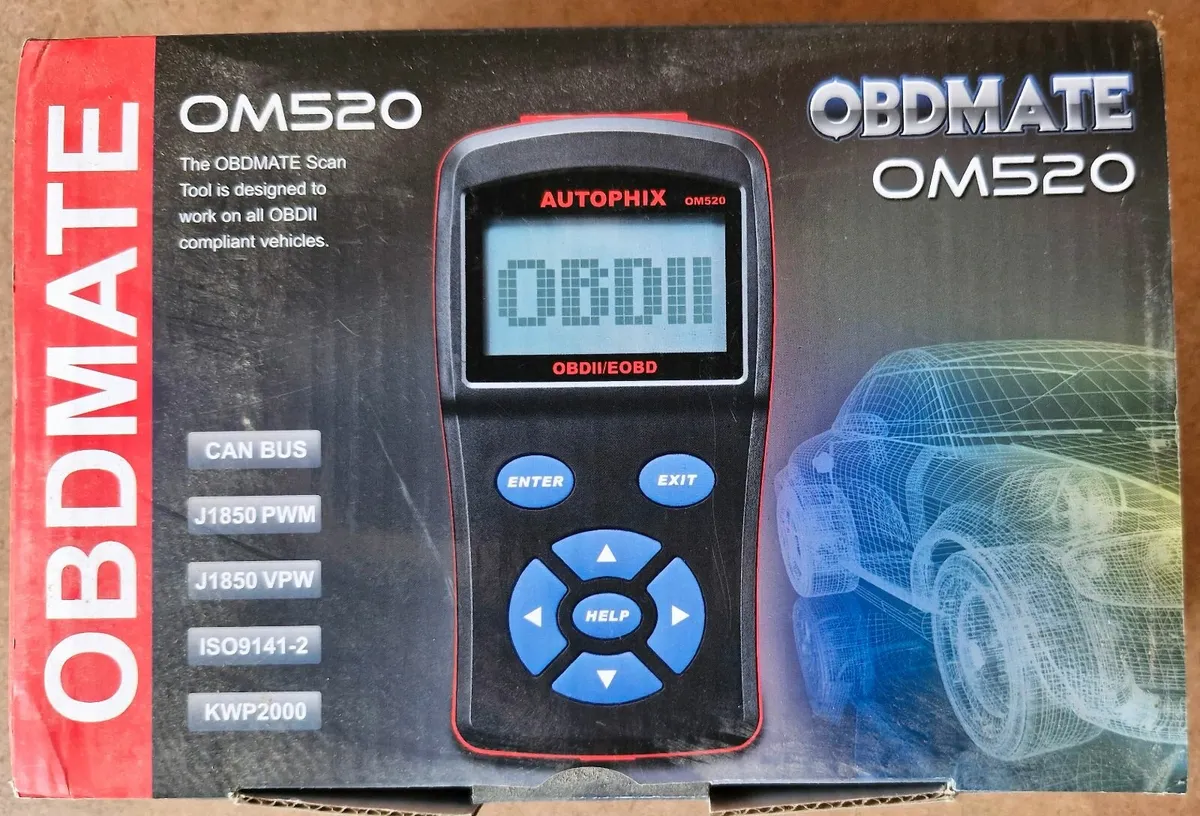 OBDMATE
OM520
The OBDMATE Scan
Tool is designed to
work on all OBDII
compliant vehicles.
CAN BUS
J1850 PWM
J1850 VPW
ISO9141-2
KWP2000
AUTOPHIX OM520
OBDII
OBDII/EOBD
ENTER EXIT
HELP
OBDMATE
OM520